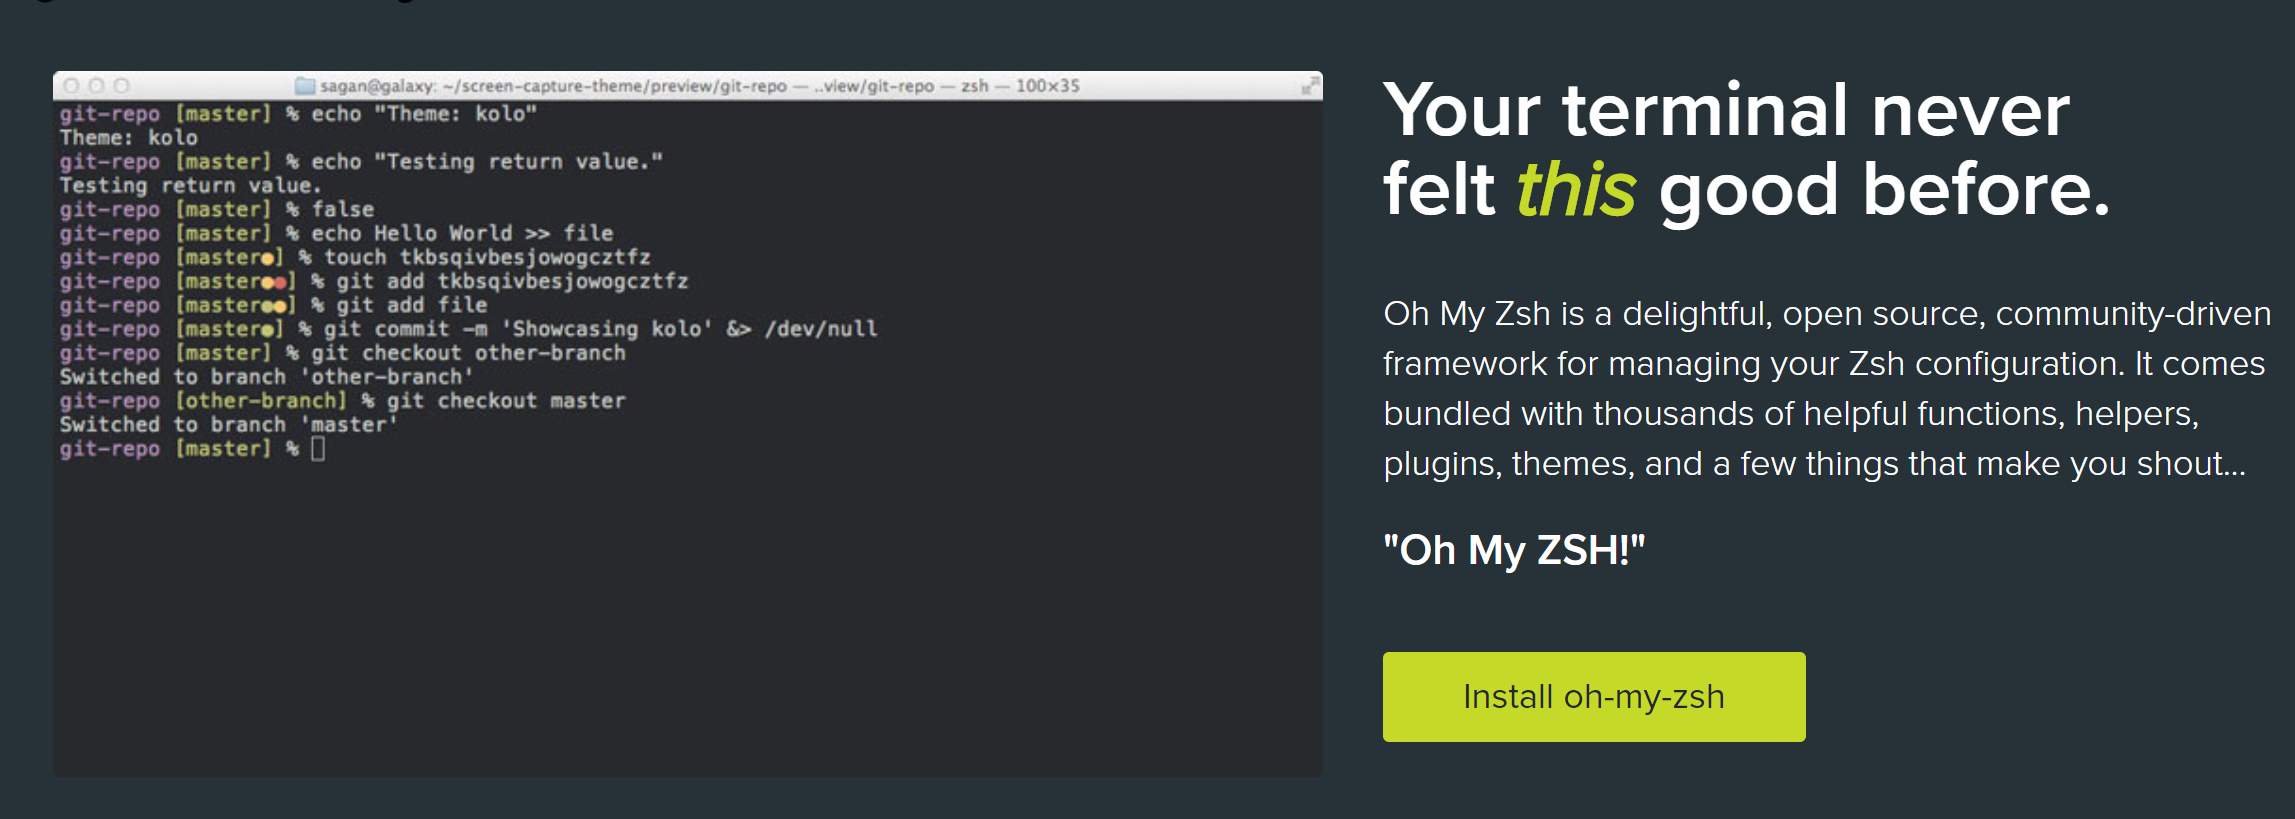 sagan@galaxy: ~/screen-capture-theme/preview/git-repo — ..view/git-repo — zsh — 100×35
git-repo [master] % echo "Theme: kolo"
Theme: kolo
git-repo [master] % echo "Testing return value."
Testing return value.
git-repo [master] % false
git-repo [master] % echo Hello World >> file
git-repo [master●] % touch tkbsqivbesjowogcztfz
git-repo [master●●] % git add tkbsqivbesjowogcztfz
git-repo [master●●] % git add file
git-repo [master●] % git commit -m 'Showcasing kolo' &> /dev/null
git-repo [master] % git checkout other-branch
Switched to branch 'other-branch'
git-repo [other-branch] % git checkout master
Switched to branch 'master'
git-repo [master] %
Your terminal never
felt this good before.
Oh My Zsh is a delightful, open source, community-driven
framework for managing your Zsh configuration. It comes
bundled with thousands of helpful functions, helpers,
plugins, themes, and a few things that make you shout...
"Oh My ZSH!"
Install oh-my-zsh